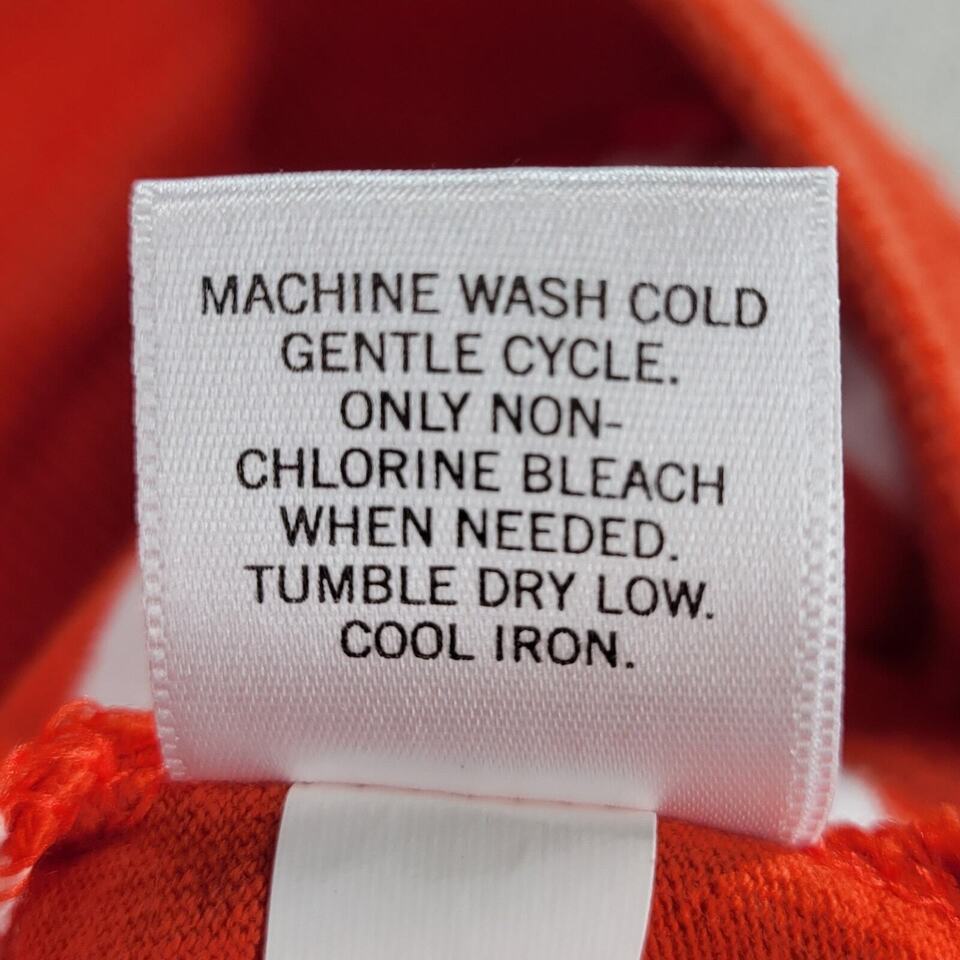 MACHINE WASH COLD
GENTLE CYCLE.
ONLY NON-
CHLORINE BLEACH
WHEN NEEDED.
TUMBLE DRY LOW.
COOL IRON.